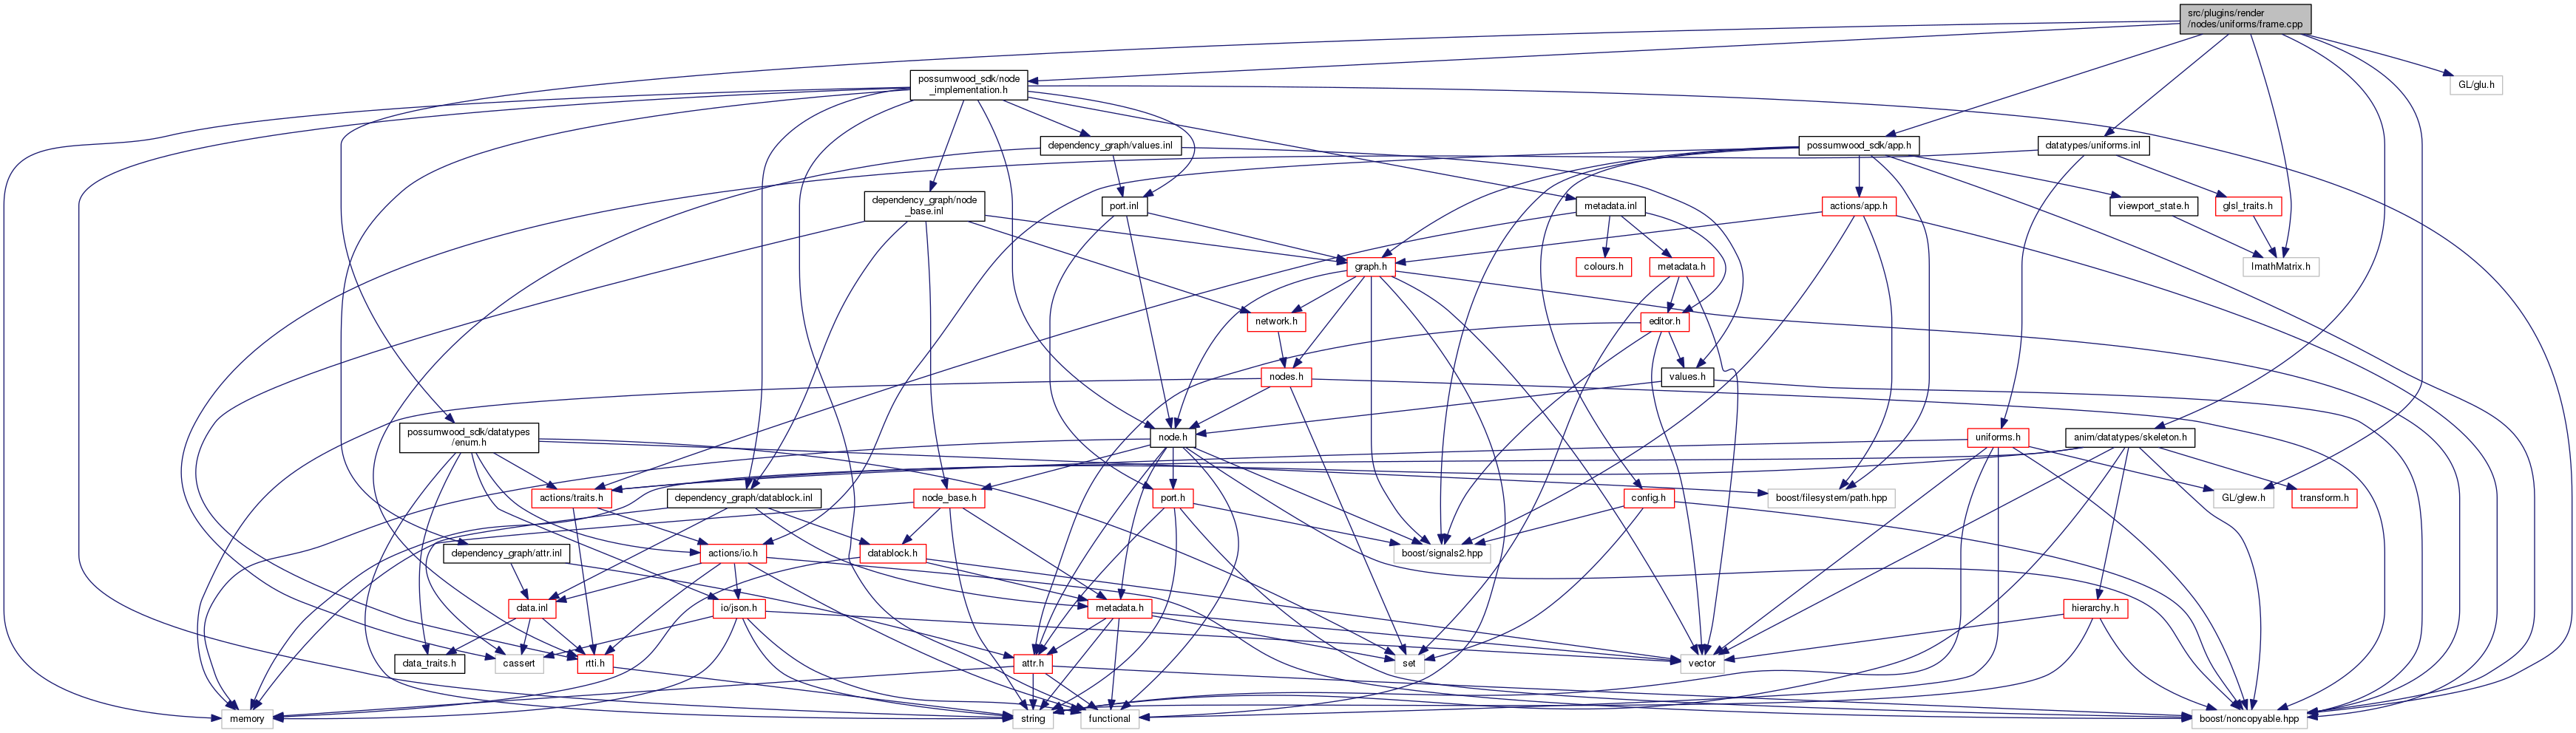 src/plugins/render
/nodes/uniforms/frame.cpp
possumwood_sdk/node
_implementation.h
GL/glu.h
dependency_graph/values.inl
possumwood_sdk/app.h
datatypes/uniforms.inl
dependency_graph/node
_base.inl
port.inl
metadata.inl
actions/app.h
viewport_state.h
glsl_traits.h
graph.h
colours.h
metadata.h
ImathMatrix.h
network.h
editor.h
nodes.h
values.h
possumwood_sdk/datatypes
/enum.h
node.h
uniforms.h
anim/datatypes/skeleton.h
actions/traits.h
dependency_graph/datablock.inl
node_base.h
port.h
boost/filesystem/path.hpp
config.h
GL/glew.h
transform.h
dependency_graph/attr.inl
actions/io.h
datablock.h
boost/signals2.hpp
data.inl
io/json.h
metadata.h
hierarchy.h
data_traits.h
cassert
rtti.h
attr.h
set
vector
memory
string
functional
boost/noncopyable.hpp